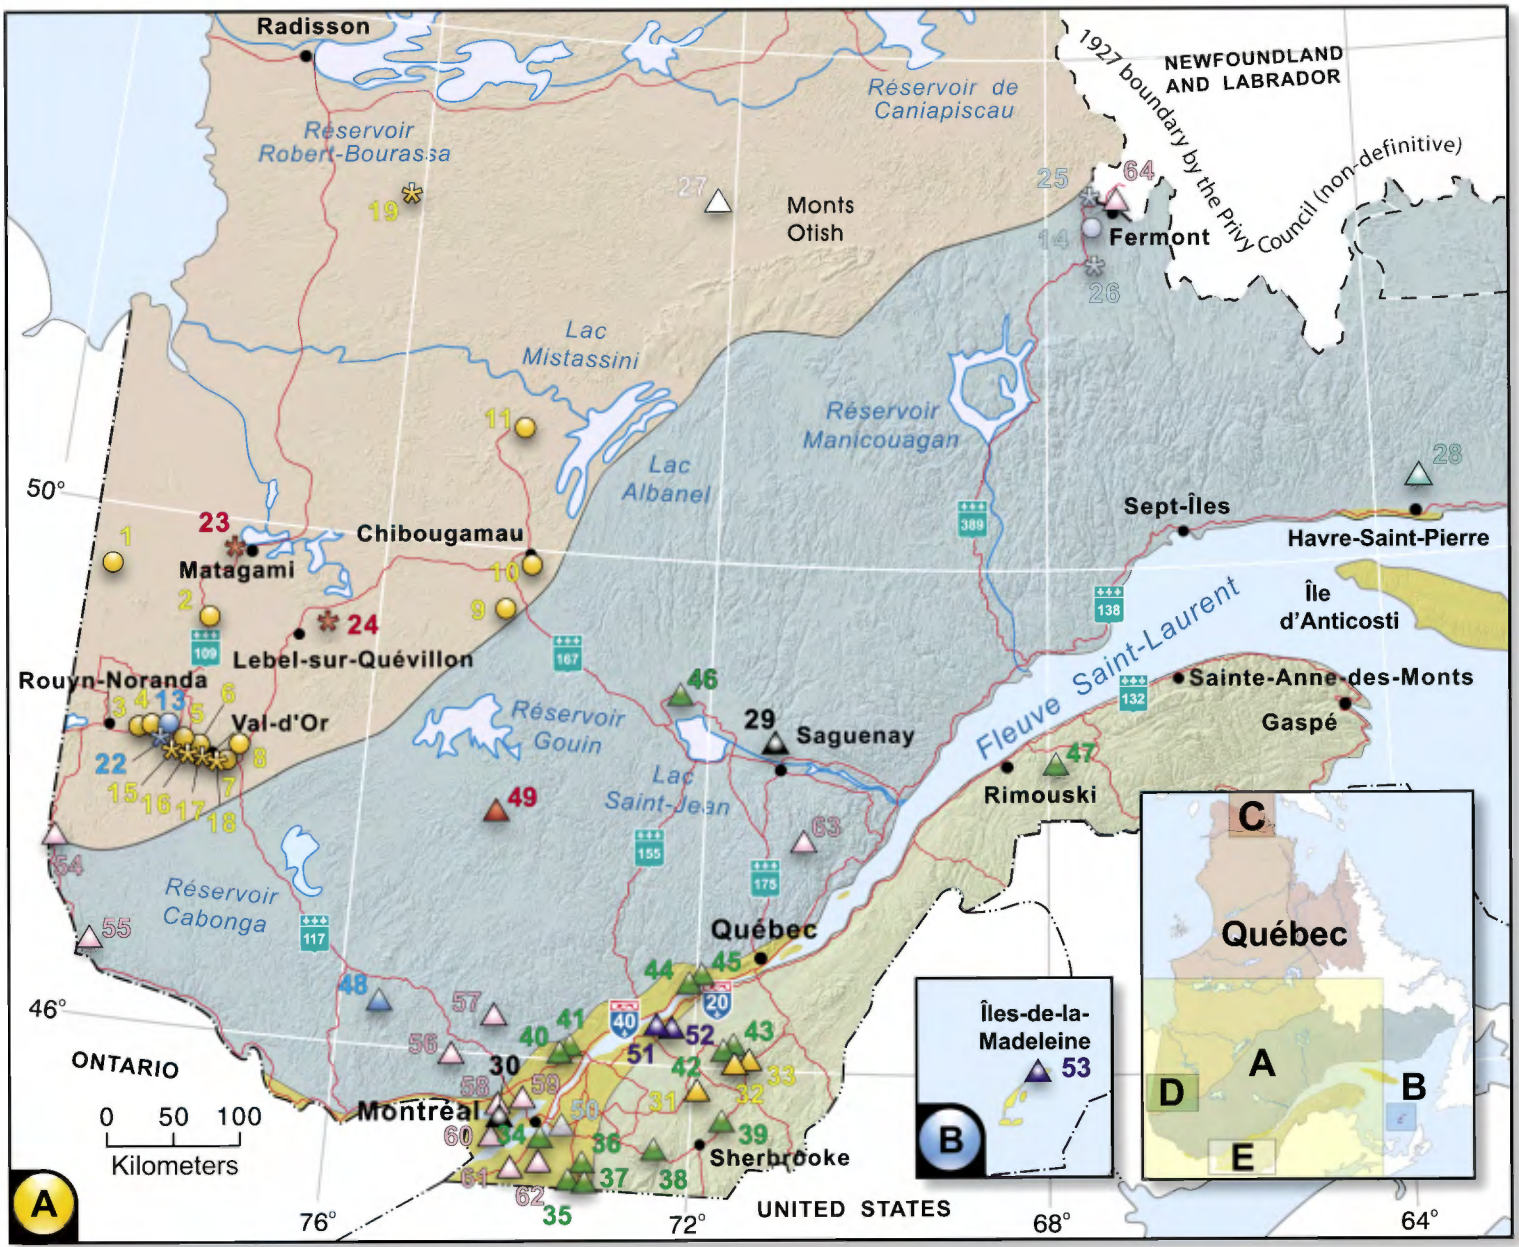 Radisson
Réservoir de
Caniapiscau
Réservoir
Robert-Bourassa
19
27
Monts
Otish
NEWFOUNDLAND
AND LABRADOR
1927 boundary by the Privy Council (non-definitive)
25
64
14
Fermont
26
Lac
Mistassini
11
Réservoir
Manicouagan
Lac
Albanel
28
50°
23
1
Matagami
Chibougamau
10
9
2
24
109
Lebel-sur-Quévillon
167
389
Sept-Îles
Havre-Saint-Pierre
138
Île
d'Anticosti
Fleuve Saint-Laurent
Rouyn-Noranda
3
4
13
5
6
Val-d'Or
8
22
15
16
17
18
7
46
29
Saguenay
Réservoir
Gouin
Lac
Saint-Jean
Sainte-Anne-des-Monts
132
Gaspé
47
Rimouski
49
63
54
155
175
Réservoir
Cabonga
55
117
Québec
48
57
44
45
46°
56
40
41
40
20
51
52
42
43
ONTARIO
30
58
59
50
31
32
33
Montréal
60
34
36
39
Sherbrooke
61
62
37
38
35
0 50 100
Kilometers
A
76°
72°
UNITED STATES
68°
64°
Îles-de-la-
Madeleine
53
B
C
Québec
A
D
B
E